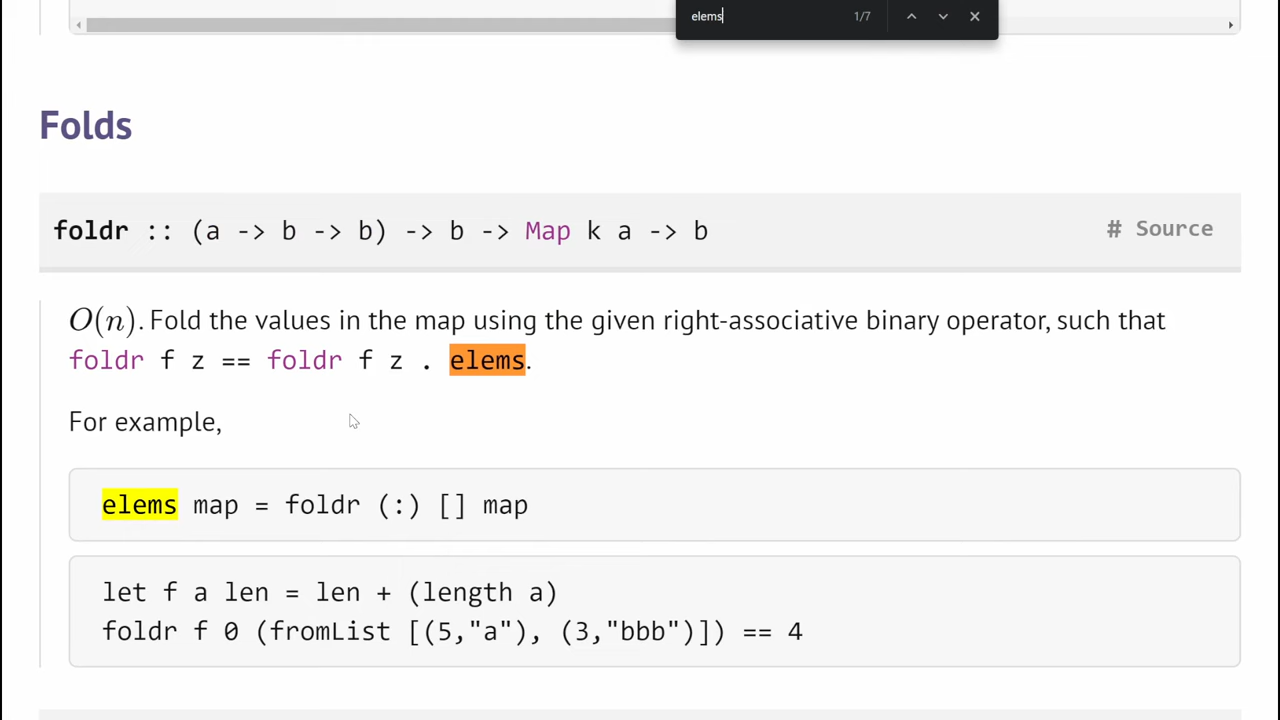 elems 1/7
Folds
foldr :: (a -> b -> b) -> b -> Map k a -> b # Source
O(n). Fold the values in the map using the given right-associative binary operator, such that
foldr f z == foldr f z . elems.
For example,
elems map = foldr (:) [] map
let f a len = len + (length a)
foldr f 0 (fromList [(5,"a"), (3,"bbb")]) == 4